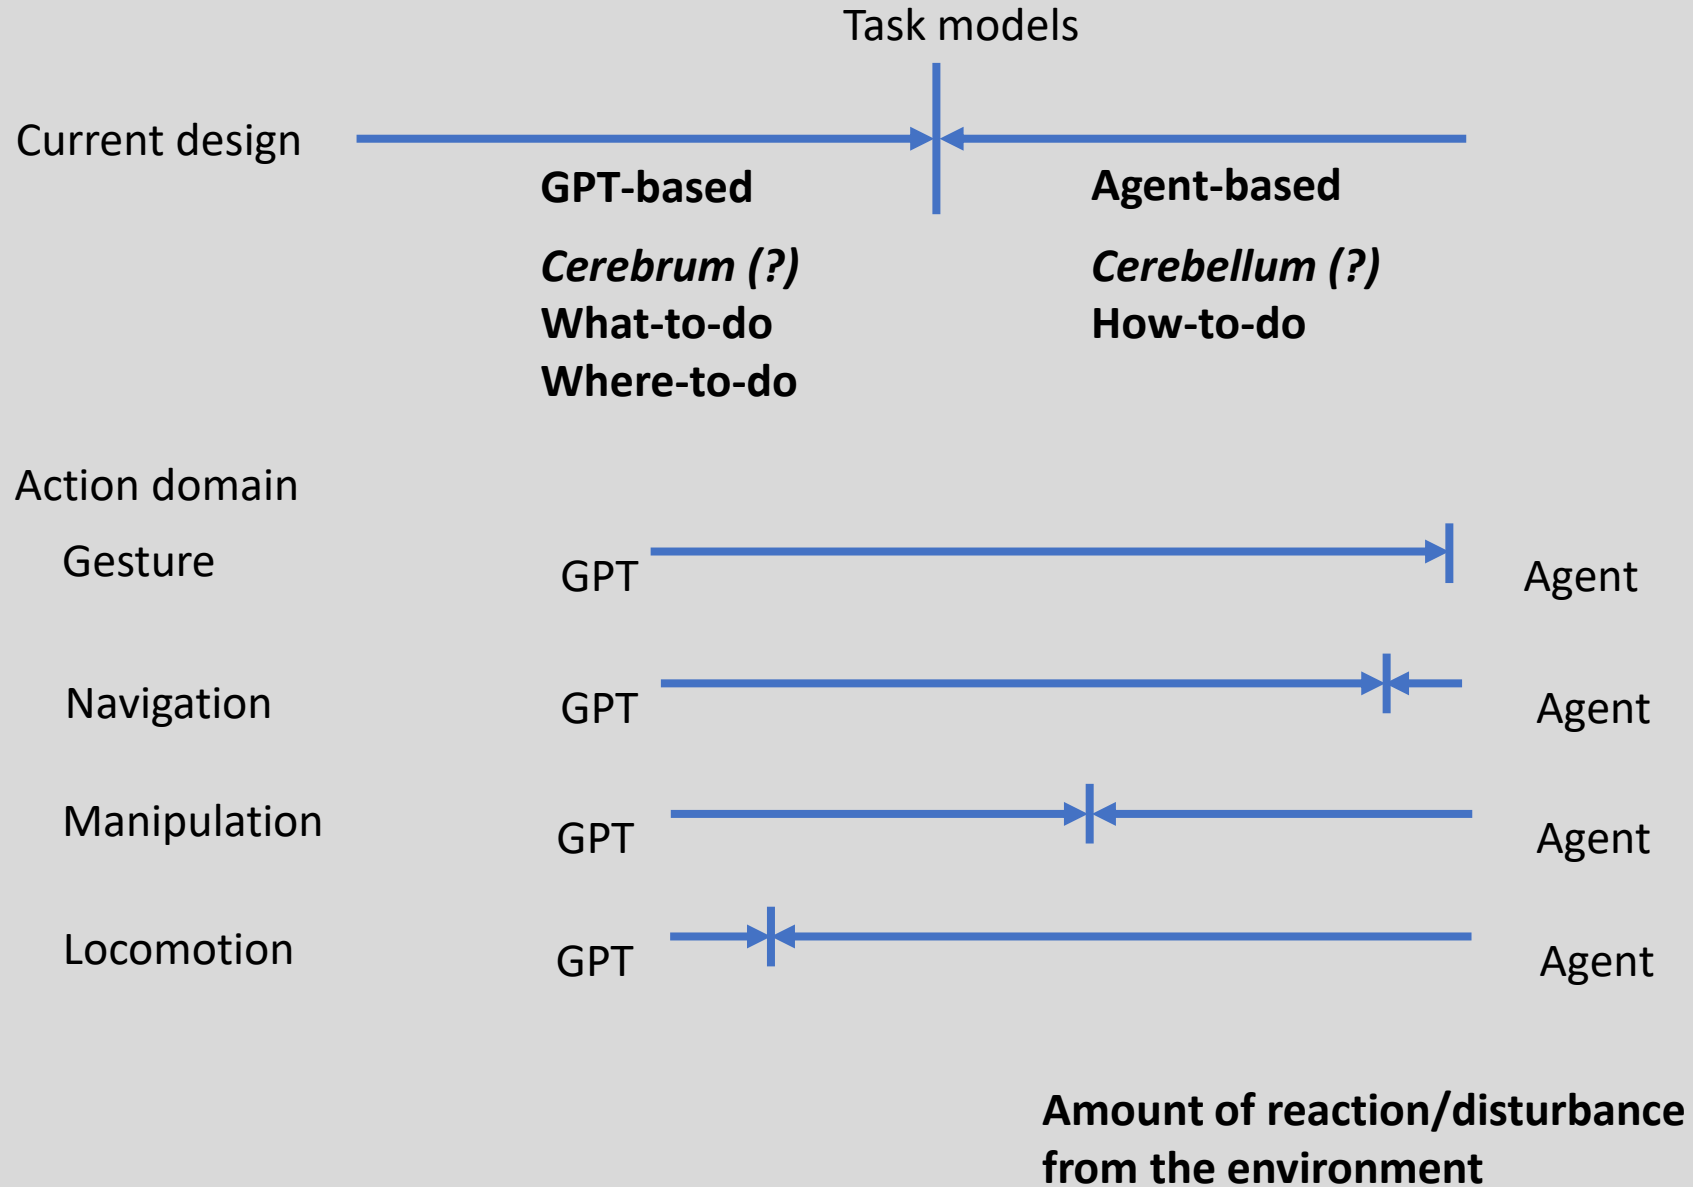 Task models
Current design
GPT-based
Agent-based
Cerebrum (?)
Cerebellum (?)
What-to-do
How-to-do
Where-to-do
Action domain
Gesture
GPT
Agent
Navigation
GPT
Agent
Manipulation
GPT
Agent
Locomotion
GPT
Agent
Amount of reaction/disturbance
from the environment